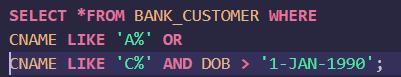 SELECT *FROM BANK_CUSTOMER WHERE
CNAME LIKE 'A%' OR
CNAME LIKE 'C%' AND DOB > '1-JAN-1990';